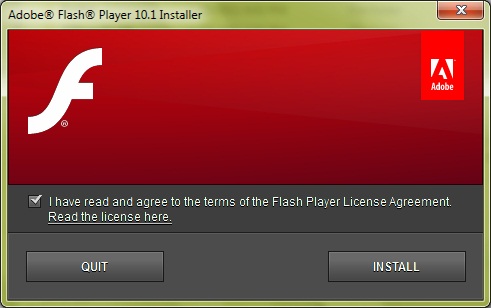 Adobe® Flash® Player 10.1 Installer
Adobe
®
I have read and agree to the terms of the Flash Player License Agreement.
Read the license here.
QUIT
INSTALL